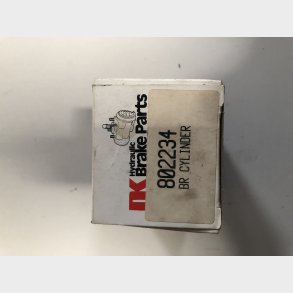 NK
Hydraulic
Brake Parts
802234
BR CYLINDER